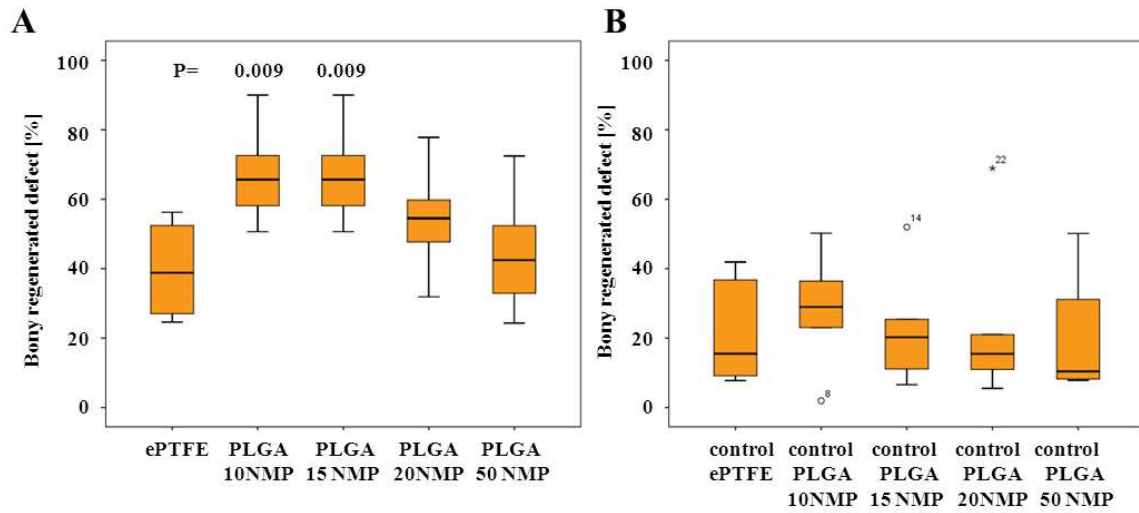 A
Bony regenerated defect [%]
100
80
60
40
20
0
P= 0.009 0.009
ePTFE PLGA PLGA PLGA PLGA
10NMP 15 NMP 20NMP 50 NMP
B
Bony regenerated defect [%]
100
80
60
40
20
0
8
14
22
control control control control control
ePTFE PLGA PLGA PLGA PLGA
10NMP 15 NMP 20NMP 50 NMP